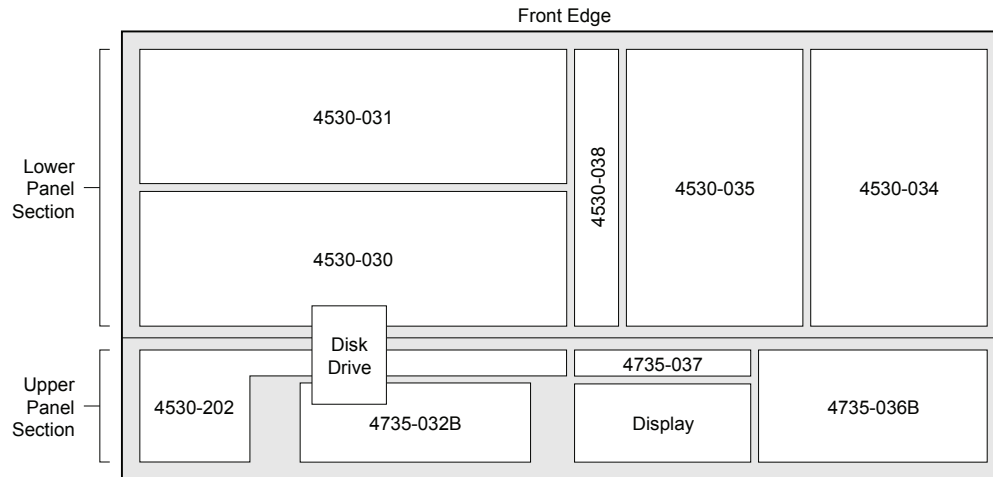 Front Edge
Lower
Panel
Section
4530-031
4530-030
4530-038
4530-035
4530-034
Disk
Drive
Upper
Panel
Section
4530-202
4735-032B
4735-037
Display
4735-036B